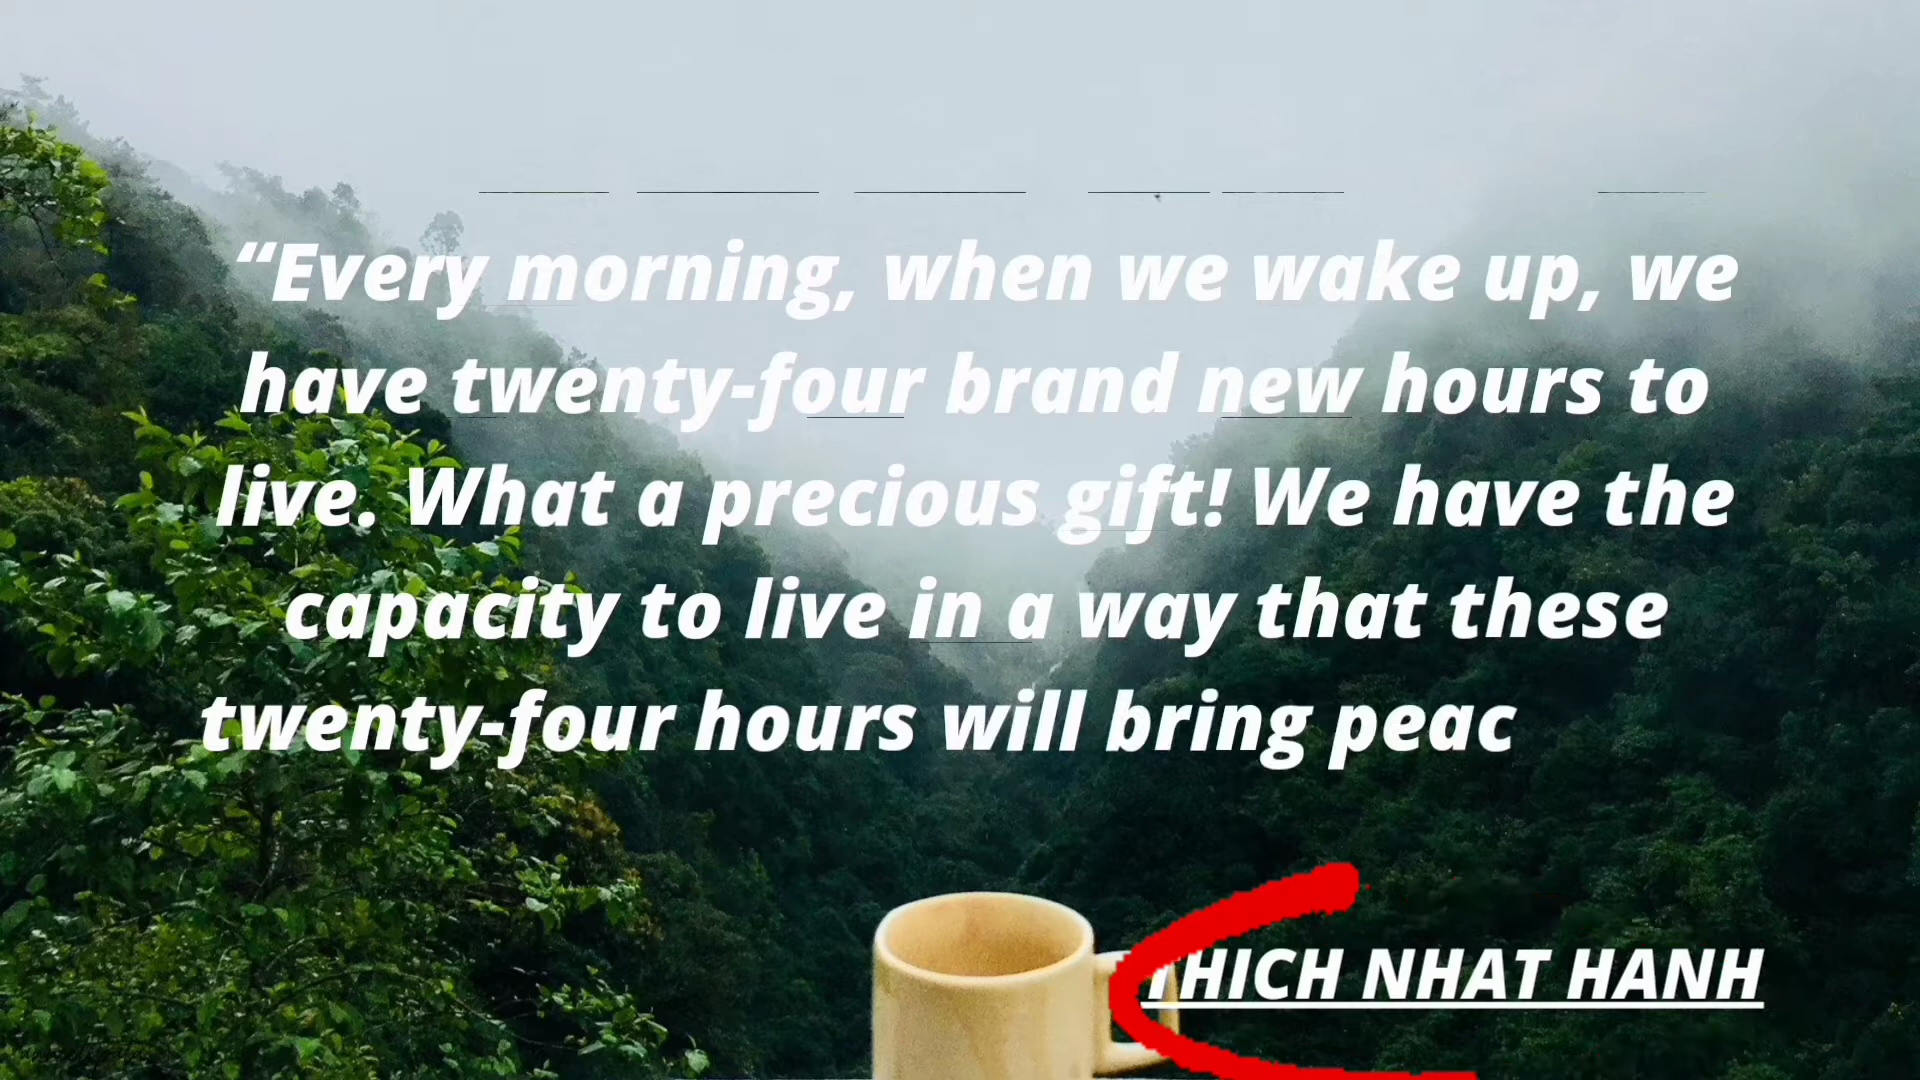 “Every morning, when we wake up, we
have twenty-four brand new hours to
live. What a precious gift! We have the
capacity to live in a way that these
twenty-four hours will bring peac
THICH NHAT HANH